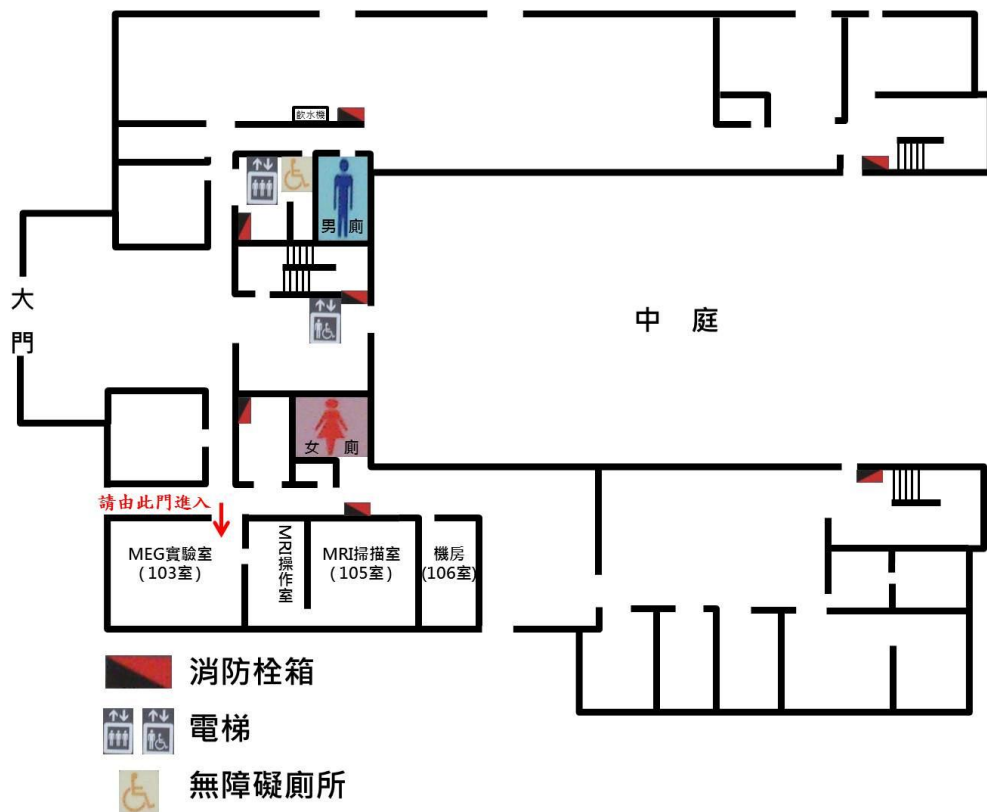 飲水機
男廁
大門
中庭
女廁
請由此門進入
MEG實驗室
(103室)
MRI操作室
MRI掃描室
(105室)
機房
(106室)
消防栓箱
電梯
無障礙廁所